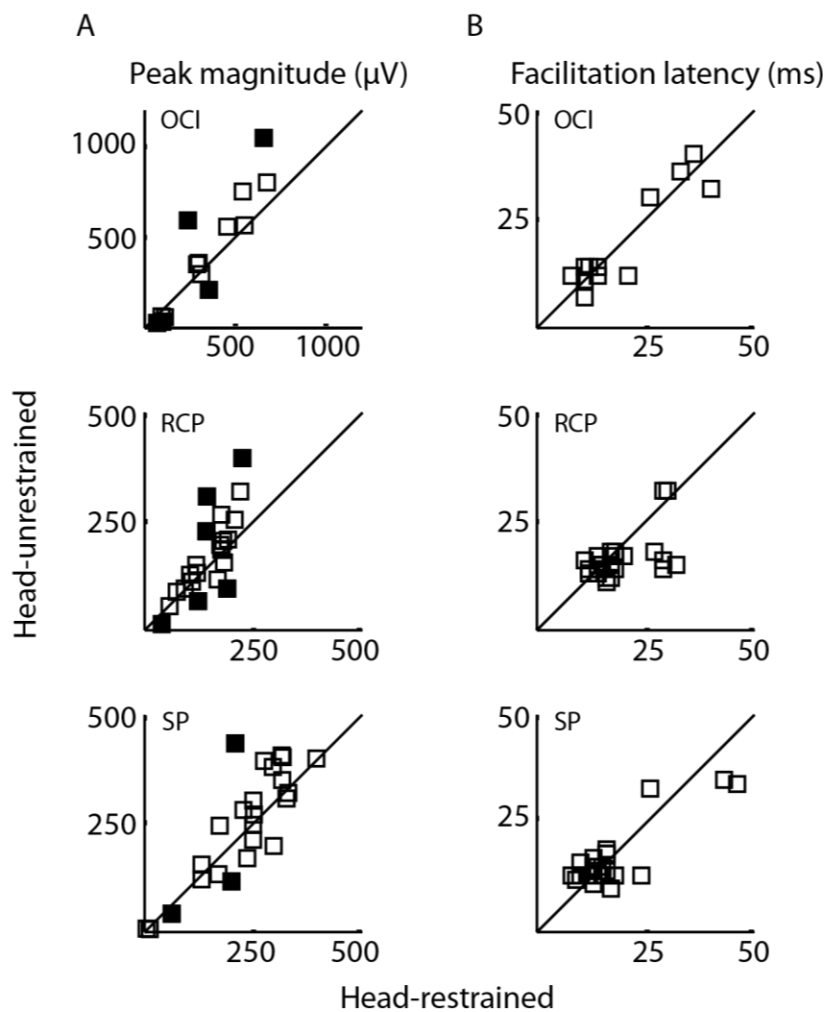 A
B
Peak magnitude (µV)
Facilitation latency (ms)
OCI
1000
500
500
1000
OCI
50
25
25
50
RCP
500
250
250
500
RCP
50
25
25
50
SP
500
250
250
500
SP
50
25
25
50
Head-unrestrained
Head-restrained